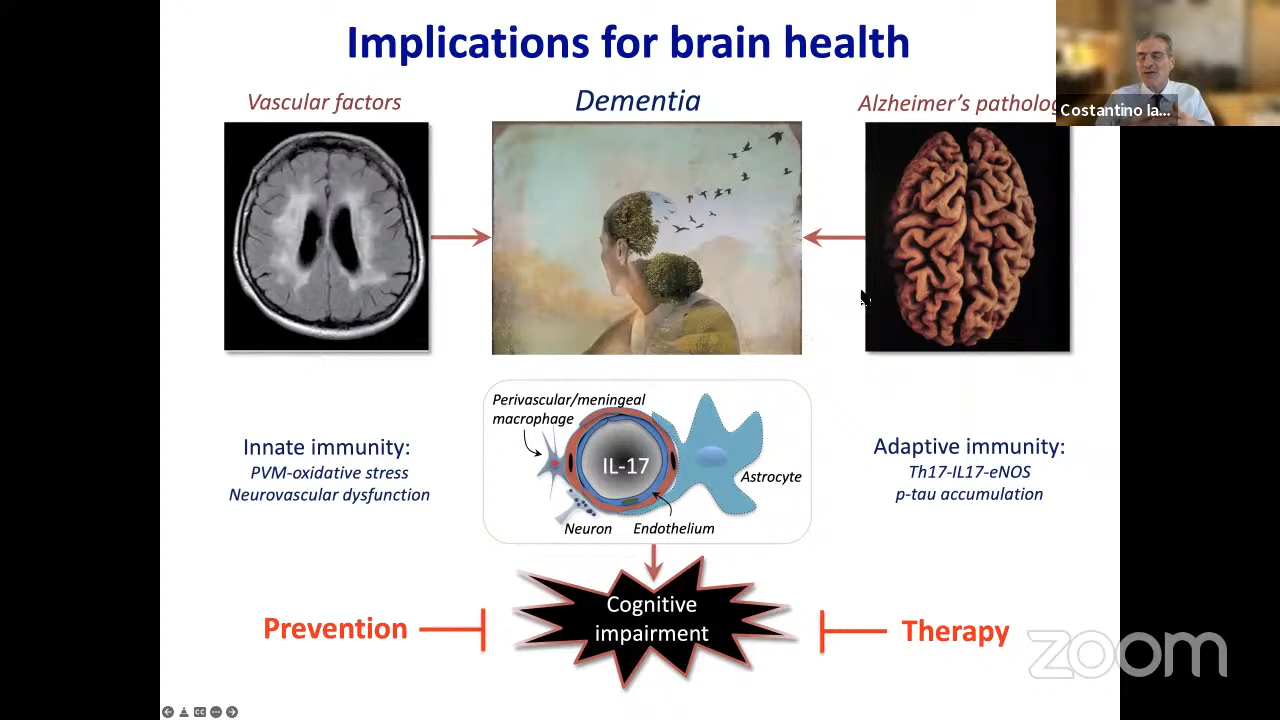 Implications for brain health
Vascular factors
Dementia
Alzheimer's patholog
Costantino Ia...
Perivascular/meningeal
macrophage
IL-17
Astrocyte
Neuron
Endothelium
Innate immunity:
PVM-oxidative stress
Neurovascular dysfunction
Adaptive immunity:
Th17-IL17-eNOS
p-tau accumulation
Cognitive
impairment
Prevention
Therapy
zoom
CC